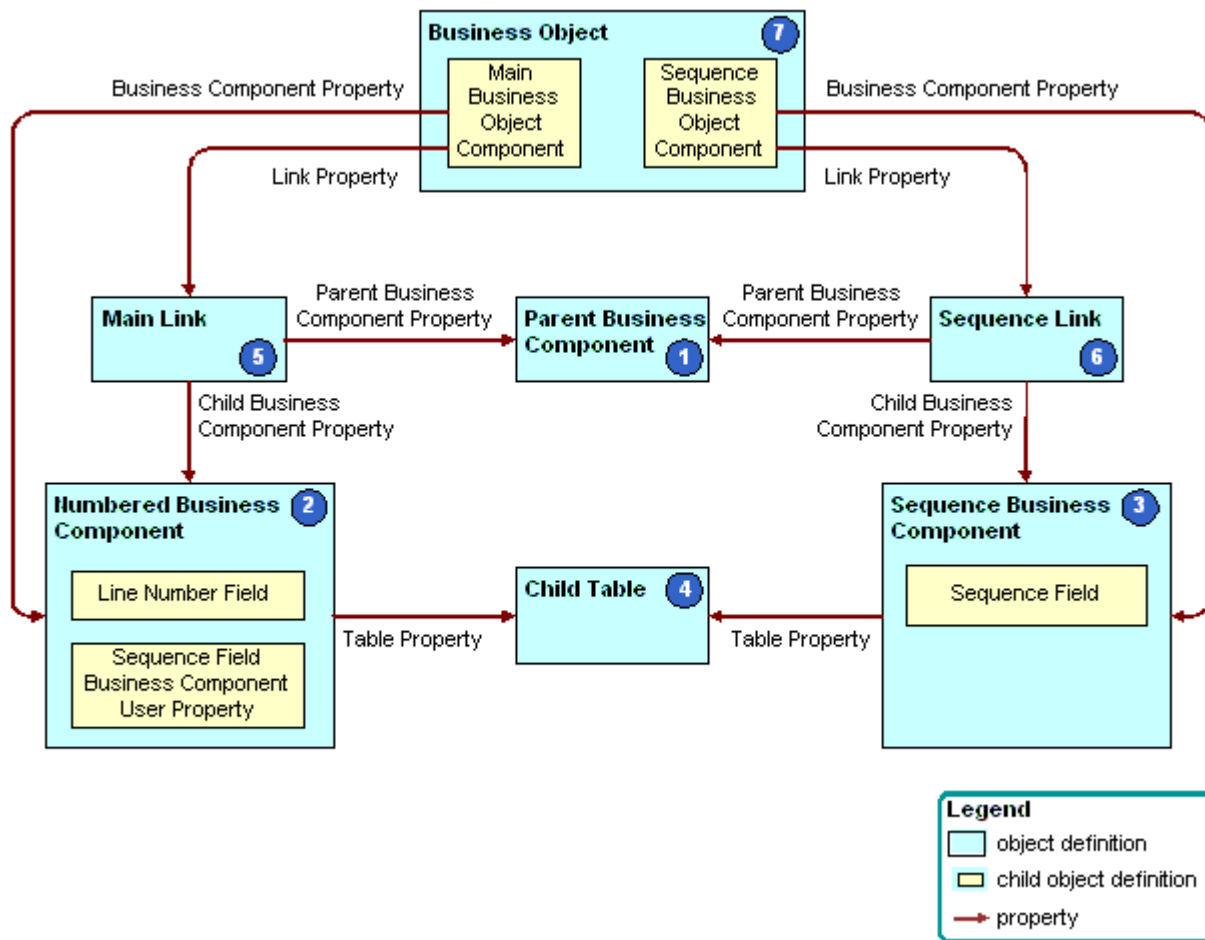 Business Object
7
Main
Business
Object
Component
Sequence
Business
Object
Component
Business Component Property
Business Component Property
Link Property
Link Property
Main Link
5
Parent Business
Component Property
Parent Business
Component
1
Parent Business
Component Property
Sequence Link
6
Child Business
Component Property
Child Business
Component Property
Numbered Business
Component
2
Line Number Field
Sequence Field
Business Component
User Property
Table Property
Child Table
4
Table Property
Sequence Business
Component
3
Sequence Field
Legend
object definition
child object definition
property